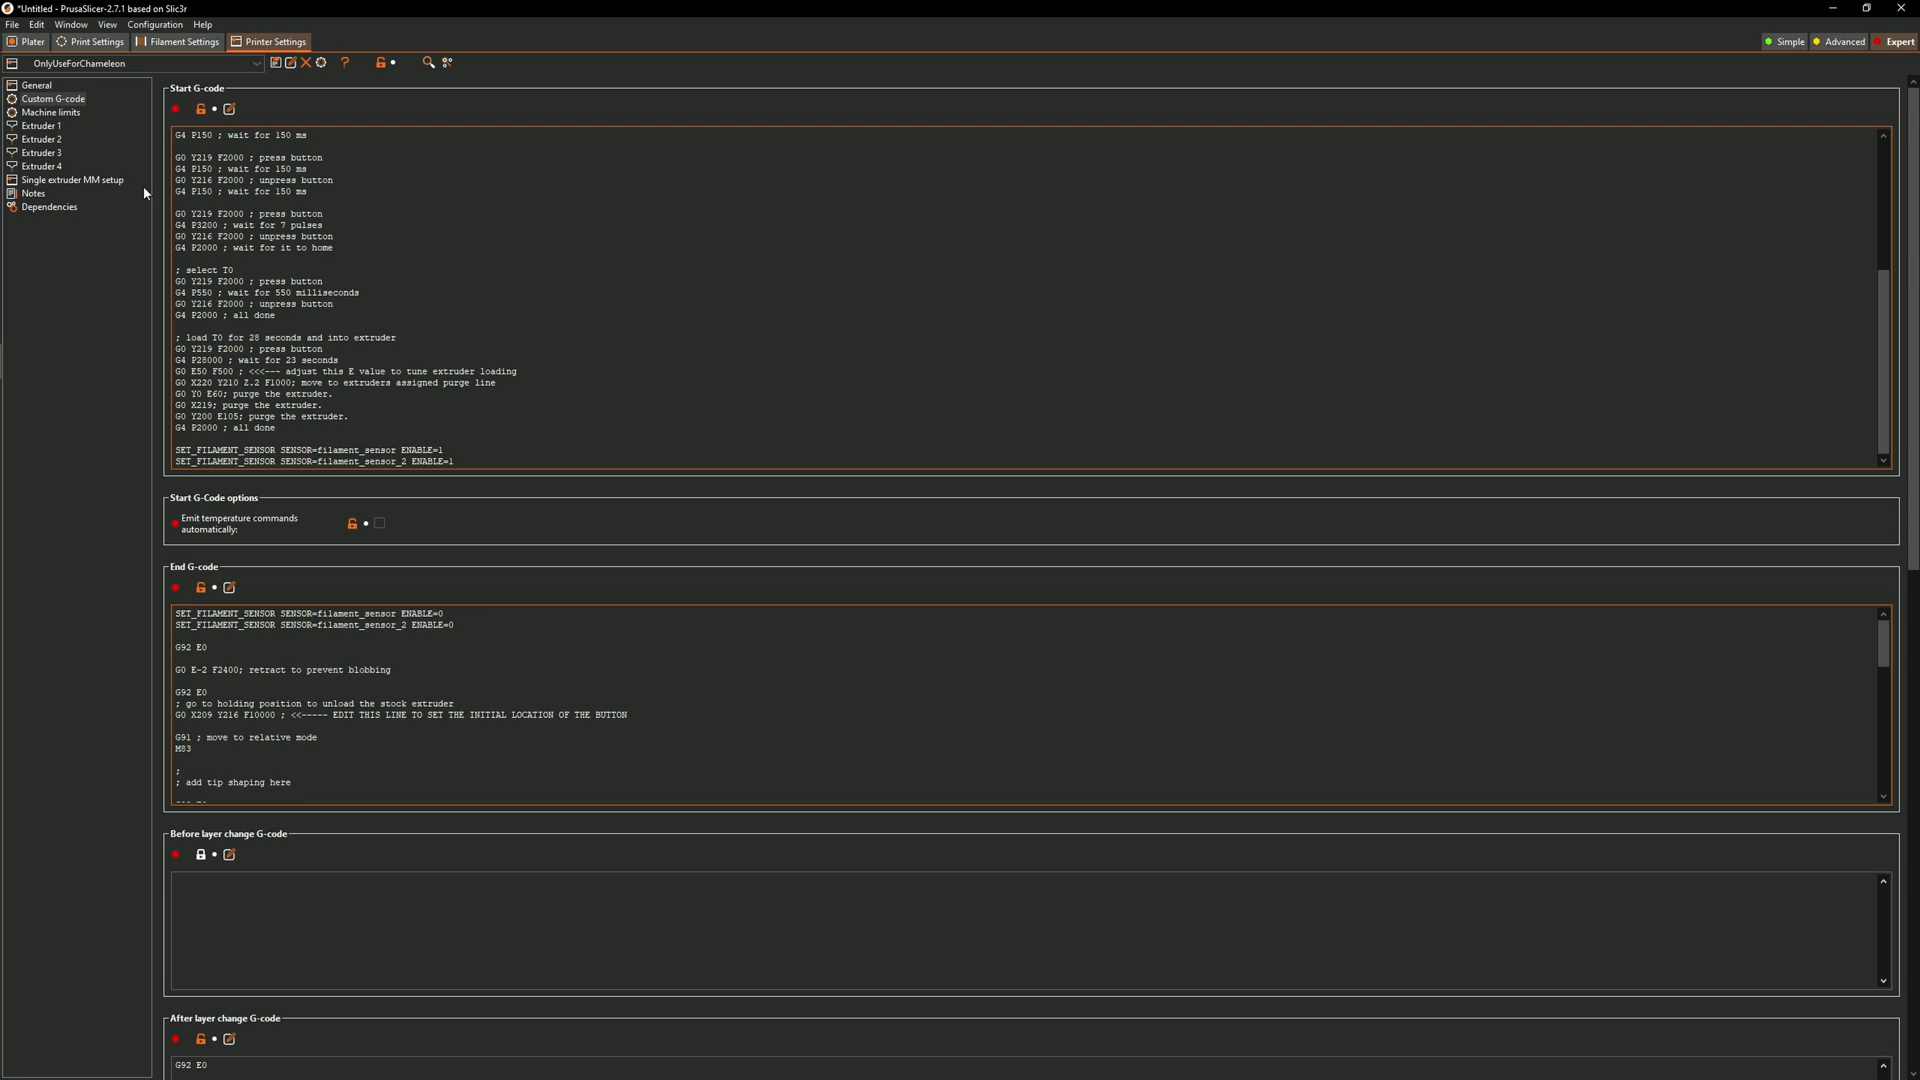 *Untitled - PrusaSlicer-2.7.1 based on Slic3r
File Edit Window View Configuration Help
Plater Print Settings Filament Settings Printer Settings Simple Advanced Expert
OnlyUseForChameleon
General
Custom G-code
Machine limits
Extruder 1
Extruder 2
Extruder 3
Extruder 4
Single extruder MM setup
Notes
Dependencies
Start G-code
G4 P150 ; wait for 150 ms
G0 Y219 F2000 ; press button
G4 P150 ; wait for 150 ms
G0 Y216 F2000 ; unpress button
G4 P150 ; wait for 150 ms
G0 Y219 F2000 ; press button
G4 P3200 ; wait for 7 pulses
G0 Y216 F2000 ; unpress button
G4 P2000 ; wait for it to home
; select T0
G0 Y219 F2000 ; press button
G4 P550 ; wait for 550 milliseconds
G0 Y216 F2000 ; unpress button
G4 P2000 ; all done
; load T0 for 28 seconds and into extruder
G0 Y219 F2000 ; press button
G4 P28000 ; wait for 23 seconds
G0 E50 F500 ; <<<--- adjust this E value to tune extruder loading
G0 X220 Y210 Z.2 F1000; move to extruders assigned purge line
G0 Y0 E60; purge the extruder.
G0 X219; purge the extruder.
G0 Y200 E105; purge the extruder.
G4 P2000 ; all done
SET_FILAMENT_SENSOR SENSOR=filament_sensor ENABLE=1
SET_FILAMENT_SENSOR SENSOR=filament_sensor_2 ENABLE=1
Start G-Code options
Emit temperature commands
automatically:
End G-code
SET_FILAMENT_SENSOR SENSOR=filament_sensor ENABLE=0
SET_FILAMENT_SENSOR SENSOR=filament_sensor_2 ENABLE=0
G92 E0
G0 E-2 F2400; retract to prevent blobbing
G92 E0
; go to holding position to unload the stock extruder
G0 X209 Y216 F10000 ; <<----- EDIT THIS LINE TO SET THE INITIAL LOCATION OF THE BUTTON
G91 ; move to relative mode
M83
;
; add tip shaping here
Before layer change G-code
After layer change G-code
G92 E0